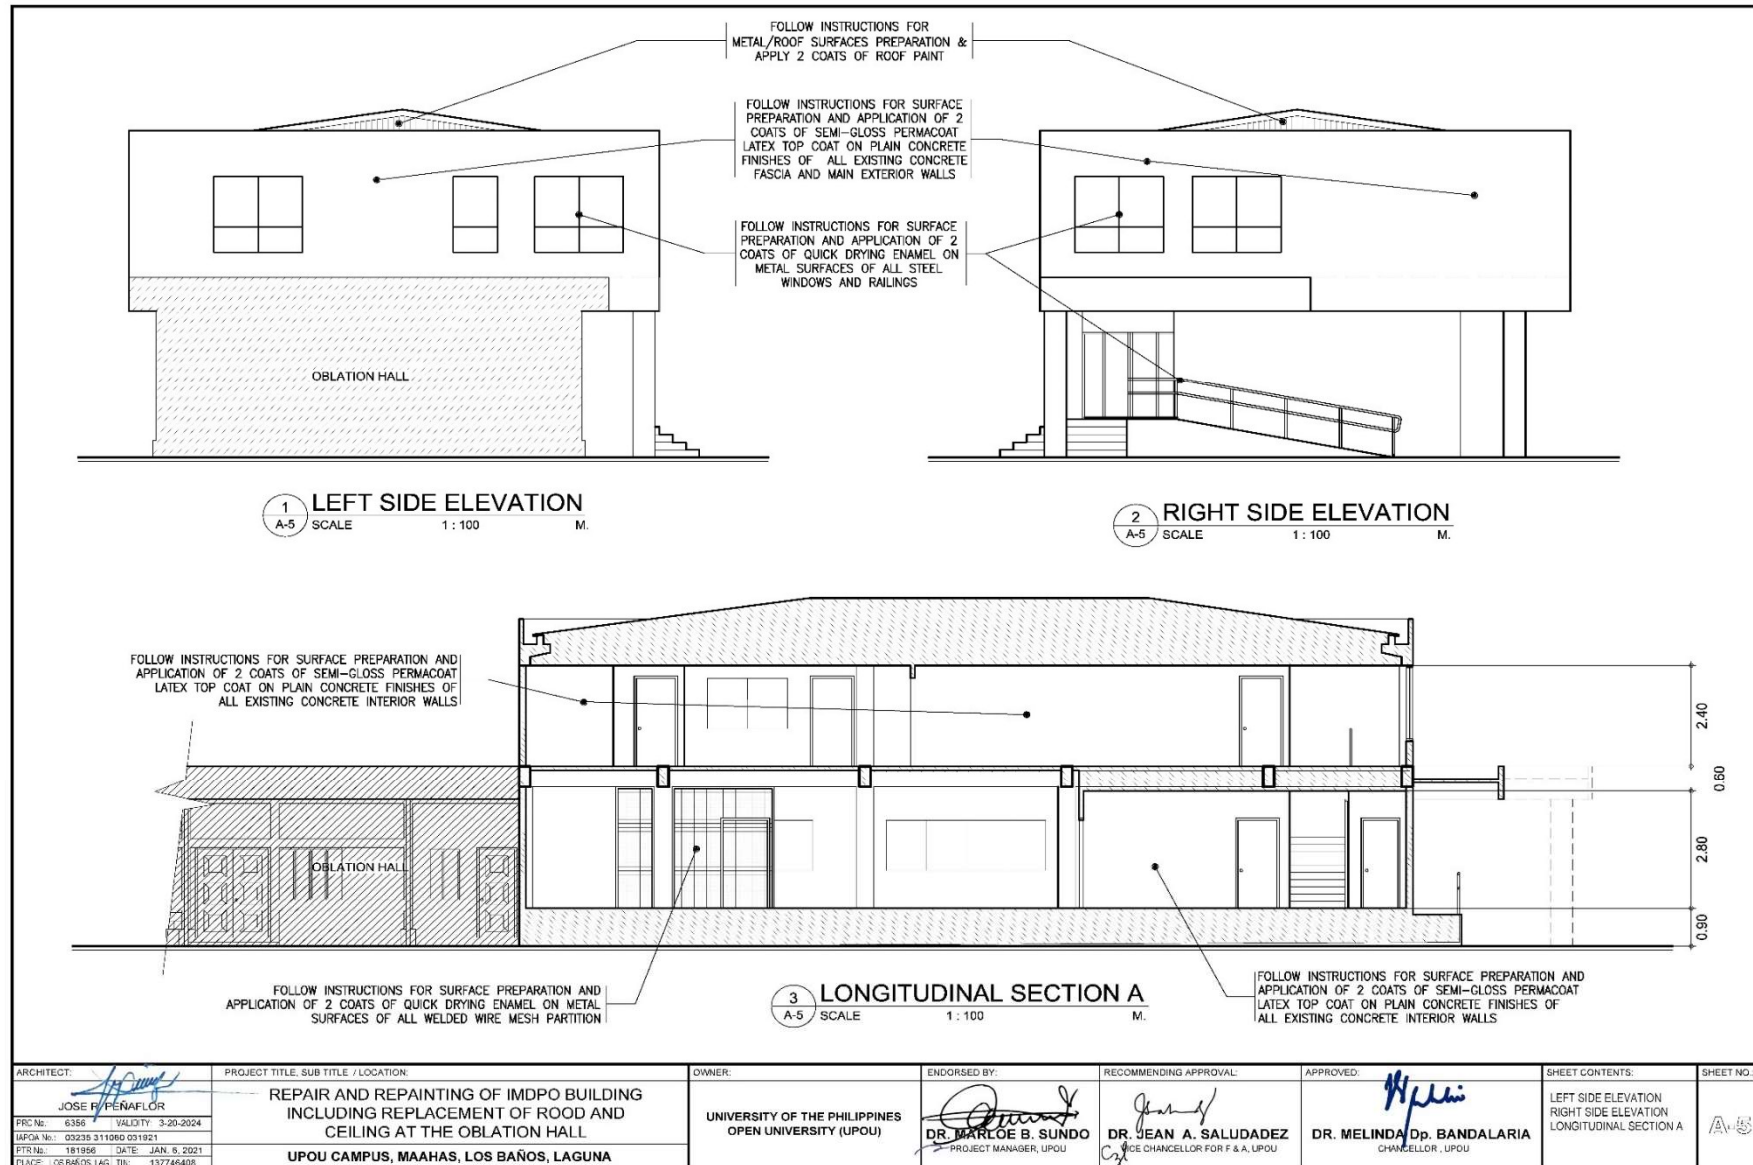 FOLLOW INSTRUCTIONS FOR
METAL/ROOF SURFACES PREPARATION &
APPLY 2 COATS OF ROOF PAINT
FOLLOW INSTRUCTIONS FOR SURFACE
PREPARATION AND APPLICATION OF 2
COATS OF SEMI-GLOSS PERMACOAT
LATEX TOP COAT ON PLAIN CONCRETE
FINISHES OF ALL EXISTING CONCRETE
FASCIA AND MAIN EXTERIOR WALLS
FOLLOW INSTRUCTIONS FOR SURFACE
PREPARATION AND APPLICATION OF 2
COATS OF QUICK DRYING ENAMEL ON
METAL SURFACES OF ALL STEEL
WINDOWS AND RAILINGS
OBLATION HALL
1
A-5
LEFT SIDE ELEVATION
SCALE 1 : 100 M.
2
A-5
RIGHT SIDE ELEVATION
SCALE 1 : 100 M.
FOLLOW INSTRUCTIONS FOR SURFACE PREPARATION AND
APPLICATION OF 2 COATS OF SEMI-GLOSS PERMACOAT
LATEX TOP COAT ON PLAIN CONCRETE FINISHES OF
ALL EXISTING CONCRETE INTERIOR WALLS
2.40
0.60
2.80
0.90
OBLATION HALL
FOLLOW INSTRUCTIONS FOR SURFACE PREPARATION AND
APPLICATION OF 2 COATS OF QUICK DRYING ENAMEL ON METAL
SURFACES OF ALL WELDED WIRE MESH PARTITION
3
A-5
LONGITUDINAL SECTION A
SCALE 1 : 100 M.
FOLLOW INSTRUCTIONS FOR SURFACE PREPARATION AND
APPLICATION OF 2 COATS OF SEMI-GLOSS PERMACOAT
LATEX TOP COAT ON PLAIN CONCRETE FINISHES OF
ALL EXISTING CONCRETE INTERIOR WALLS
ARCHITECT:
JOSE R. PEÑAFLOR
PRC No. 6356 VALIDITY: 3-20-2024
IAPOA No.: 03235 311060 031921
PTR No.: 181956 DATE: JAN. 5, 2021
PLACE: LOS BAÑOS, LAG TIN: 137746408
PROJECT TITLE, SUB TITLE / LOCATION:
REPAIR AND REPAINTING OF IMDPO BUILDING
INCLUDING REPLACEMENT OF ROOD AND
CEILING AT THE OBLATION HALL
UPOU CAMPUS, MAAHAS, LOS BAÑOS, LAGUNA
OWNER:
UNIVERSITY OF THE PHILIPPINES
OPEN UNIVERSITY (UPOU)
ENDORSED BY:
DR. MARLOE B. SUNDO
PROJECT MANAGER, UPOU
RECOMMENDING APPROVAL:
DR. JEAN A. SALUDADEZ
VICE CHANCELLOR FOR F & A, UPOU
APPROVED:
DR. MELINDA Dp. BANDALARIA
CHANCELLOR , UPOU
SHEET CONTENTS:
LEFT SIDE ELEVATION
RIGHT SIDE ELEVATION
LONGITUDINAL SECTION A
SHEET NO.:
A-5